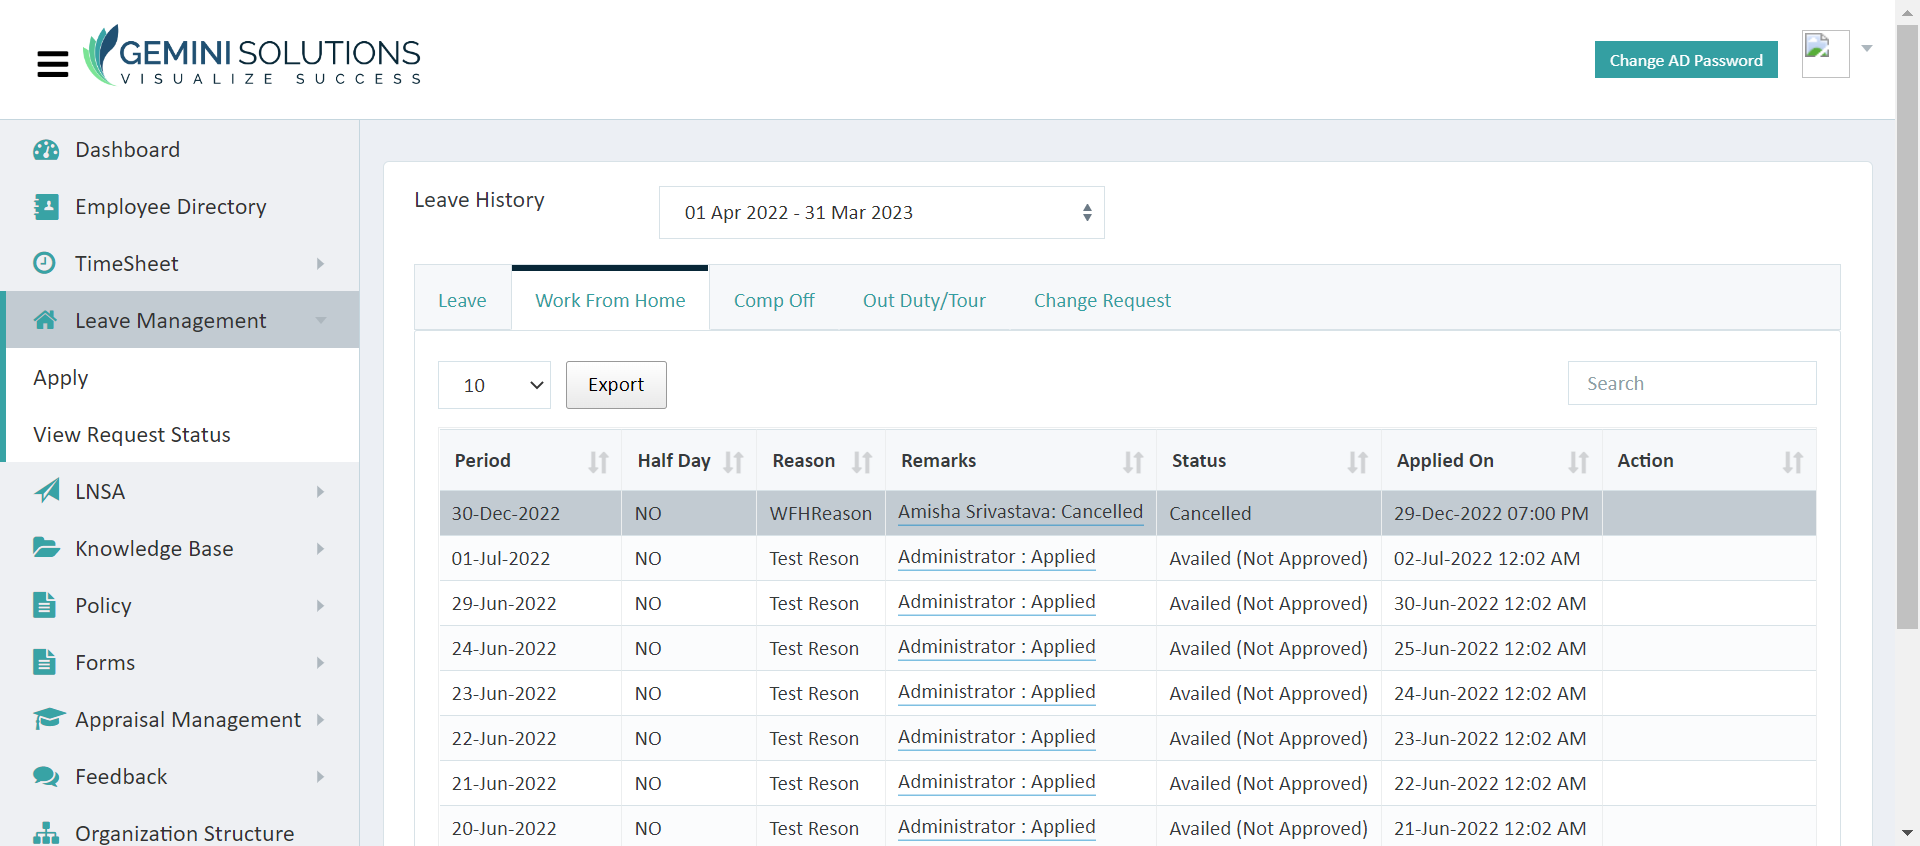 GEMINI SOLUTIONS
VISUALIZE SUCCESS
Change AD Password
Dashboard
Employee Directory
TimeSheet
Leave Management
Apply
View Request Status
LNSA
Knowledge Base
Policy
Forms
Appraisal Management
Feedback
Organization Structure
Leave History
01 Apr 2022 - 31 Mar 2023
Leave Work From Home Comp Off Out Duty/Tour Change Request
10 Export Search
Period Half Day Reason Remarks Status Applied On Action
30-Dec-2022 NO WFHReason Amisha Srivastava: Cancelled Cancelled 29-Dec-2022 07:00 PM
01-Jul-2022 NO Test Reson Administrator : Applied Availed (Not Approved) 02-Jul-2022 12:02 AM
29-Jun-2022 NO Test Reson Administrator : Applied Availed (Not Approved) 30-Jun-2022 12:02 AM
24-Jun-2022 NO Test Reson Administrator : Applied Availed (Not Approved) 25-Jun-2022 12:02 AM
23-Jun-2022 NO Test Reson Administrator : Applied Availed (Not Approved) 24-Jun-2022 12:02 AM
22-Jun-2022 NO Test Reson Administrator : Applied Availed (Not Approved) 23-Jun-2022 12:02 AM
21-Jun-2022 NO Test Reson Administrator : Applied Availed (Not Approved) 22-Jun-2022 12:02 AM
20-Jun-2022 NO Test Reson Administrator : Applied Availed (Not Approved) 21-Jun-2022 12:02 AM